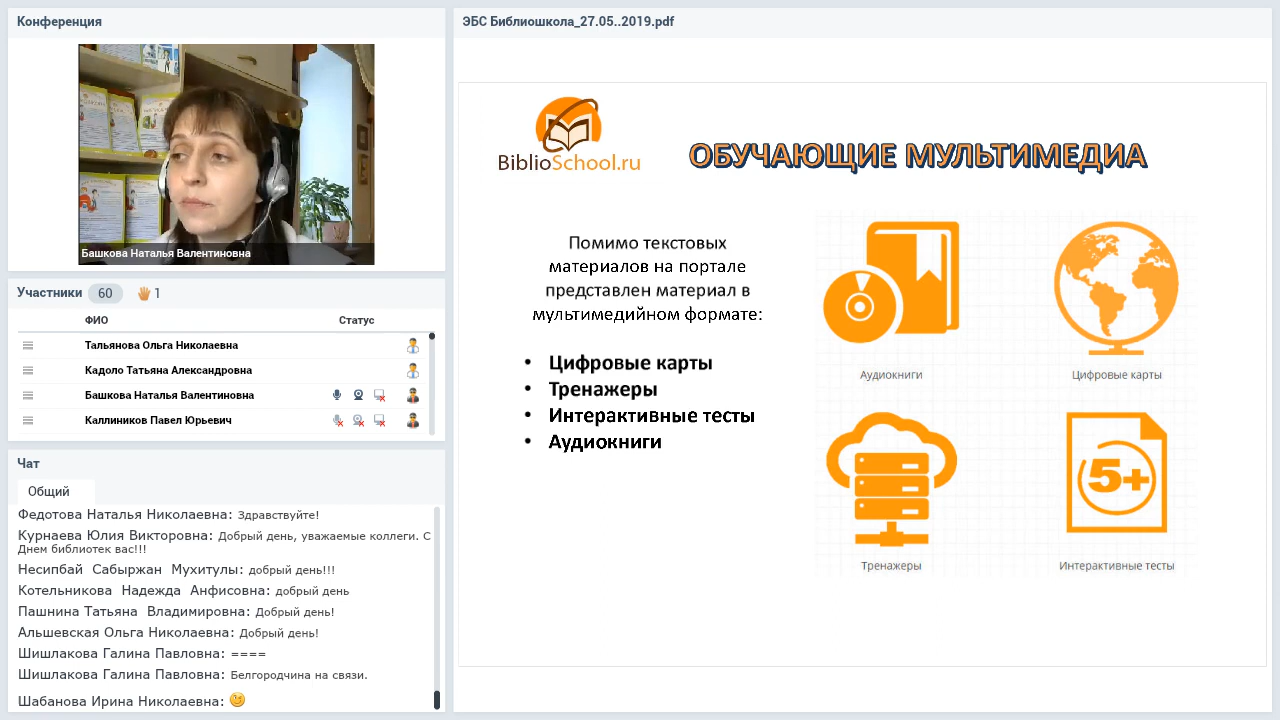 Конференция
Башкова Наталья Валентиновна
Участники 60 1
ФИО Статус
Тальянова Ольга Николаевна
Кадоло Татьяна Александровна
Башкова Наталья Валентиновна
Каллиников Павел Юрьевич
Чат
Общий
Федотова Наталья Николаевна: Здравствуйте!
Курнаева Юлия Викторовна: Добрый день, уважаемые коллеги. С
Днем библиотек вас!!!
Несипбай Сабыржан Мухитулы: добрый день!!!
Котельникова Надежда Анфисовна: добрый день
Пашнина Татьяна Владимировна: Добрый день!
Альшевская Ольга Николаевна: Добрый день!
Шишлакова Галина Павловна: ====
Шишлакова Галина Павловна: Белгородчина на связи.
Шабанова Ирина Николаевна:
ЭБС Библиошкола_27.05..2019.pdf
BiblioSchool.ru
ОБУЧАЮЩИЕ МУЛЬТИМЕДИА
Помимо текстовых
материалов на портале
представлен материал в
мультимедийном формате:
• Цифровые карты
• Тренажеры
• Интерактивные тесты
• Аудиокниги
Аудиокниги
Цифровые карты
5+
Тренажеры
Интерактивные тесты